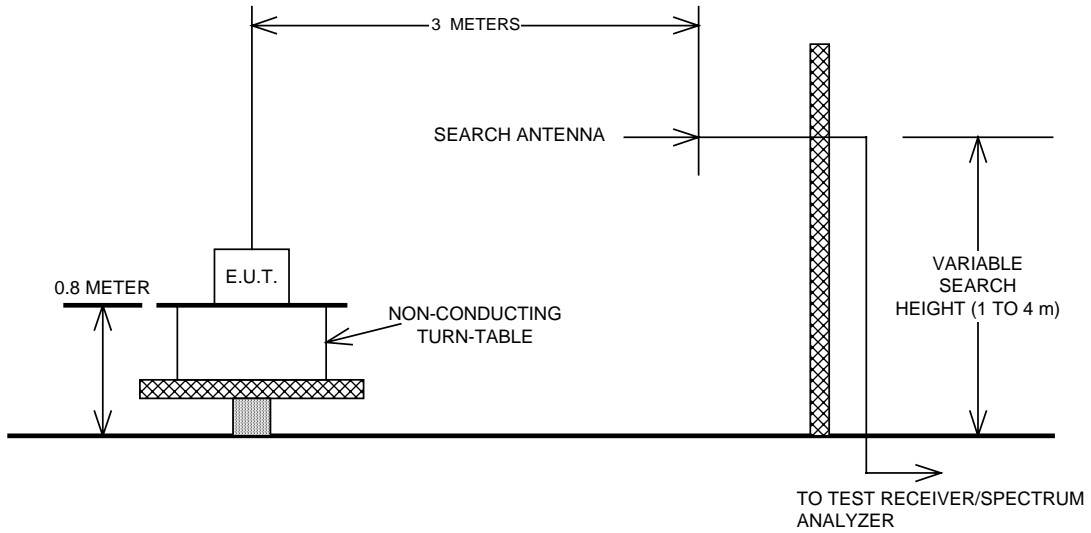 3 METERS
SEARCH ANTENNA
E.U.T.
0.8 METER
NON-CONDUCTING
TURN-TABLE
VARIABLE
SEARCH
HEIGHT (1 TO 4 m)
TO TEST RECEIVER/SPECTRUM
ANALYZER